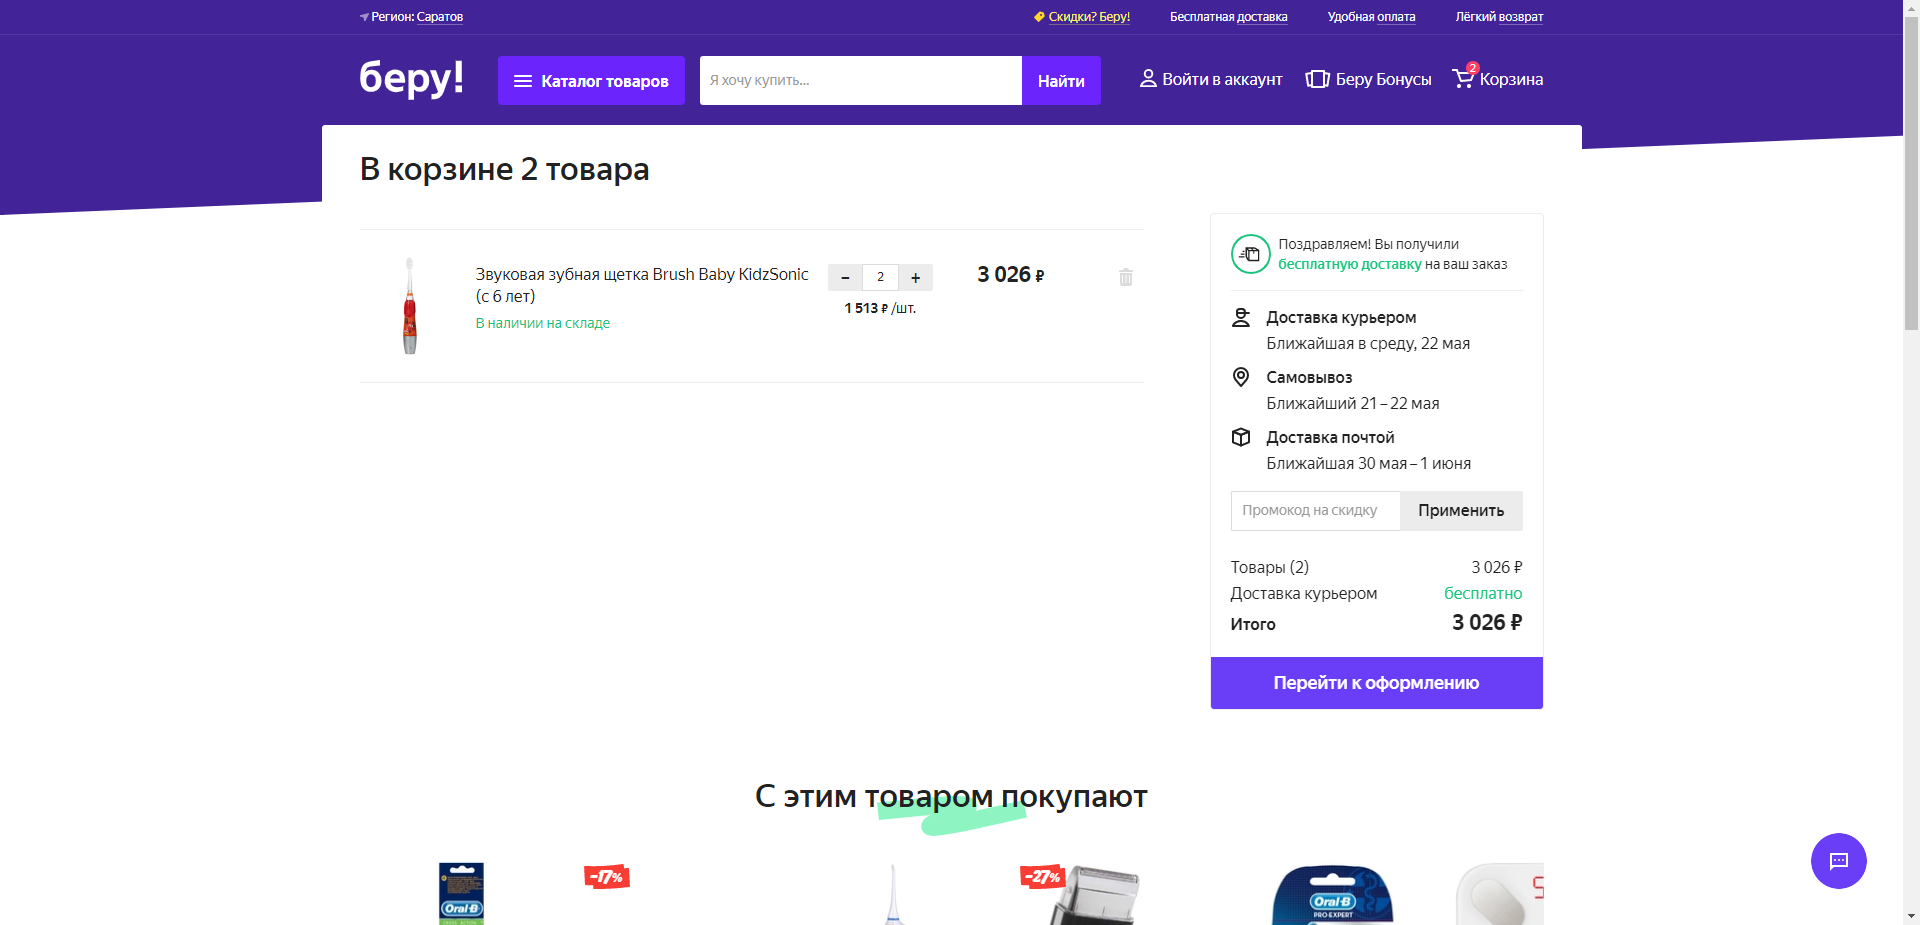 Регион: Саратов
Скидки? Беру!
Бесплатная доставка
Удобная оплата
Лёгкий возврат
беру!
Каталог товаров
Я хочу купить...
Найти
Войти в аккаунт
Беру Бонусы
2
Корзина
В корзине 2 товара
Звуковая зубная щетка Brush Baby KidzSonic
(с 6 лет)
В наличии на складе
– 2 +
1 513 ₽ /шт.
3 026 ₽
Поздравляем! Вы получили
бесплатную доставку на ваш заказ
Доставка курьером
Ближайшая в среду, 22 мая
Самовывоз
Ближайший 21 – 22 мая
Доставка почтой
Ближайшая 30 мая – 1 июня
Промокод на скидку
Применить
Товары (2) 3 026 ₽
Доставка курьером бесплатно
Итого 3 026 ₽
Перейти к оформлению
С этим товаром покупают
Oral-B
-17%
-27%
Oral-B
PRO-EXPERT